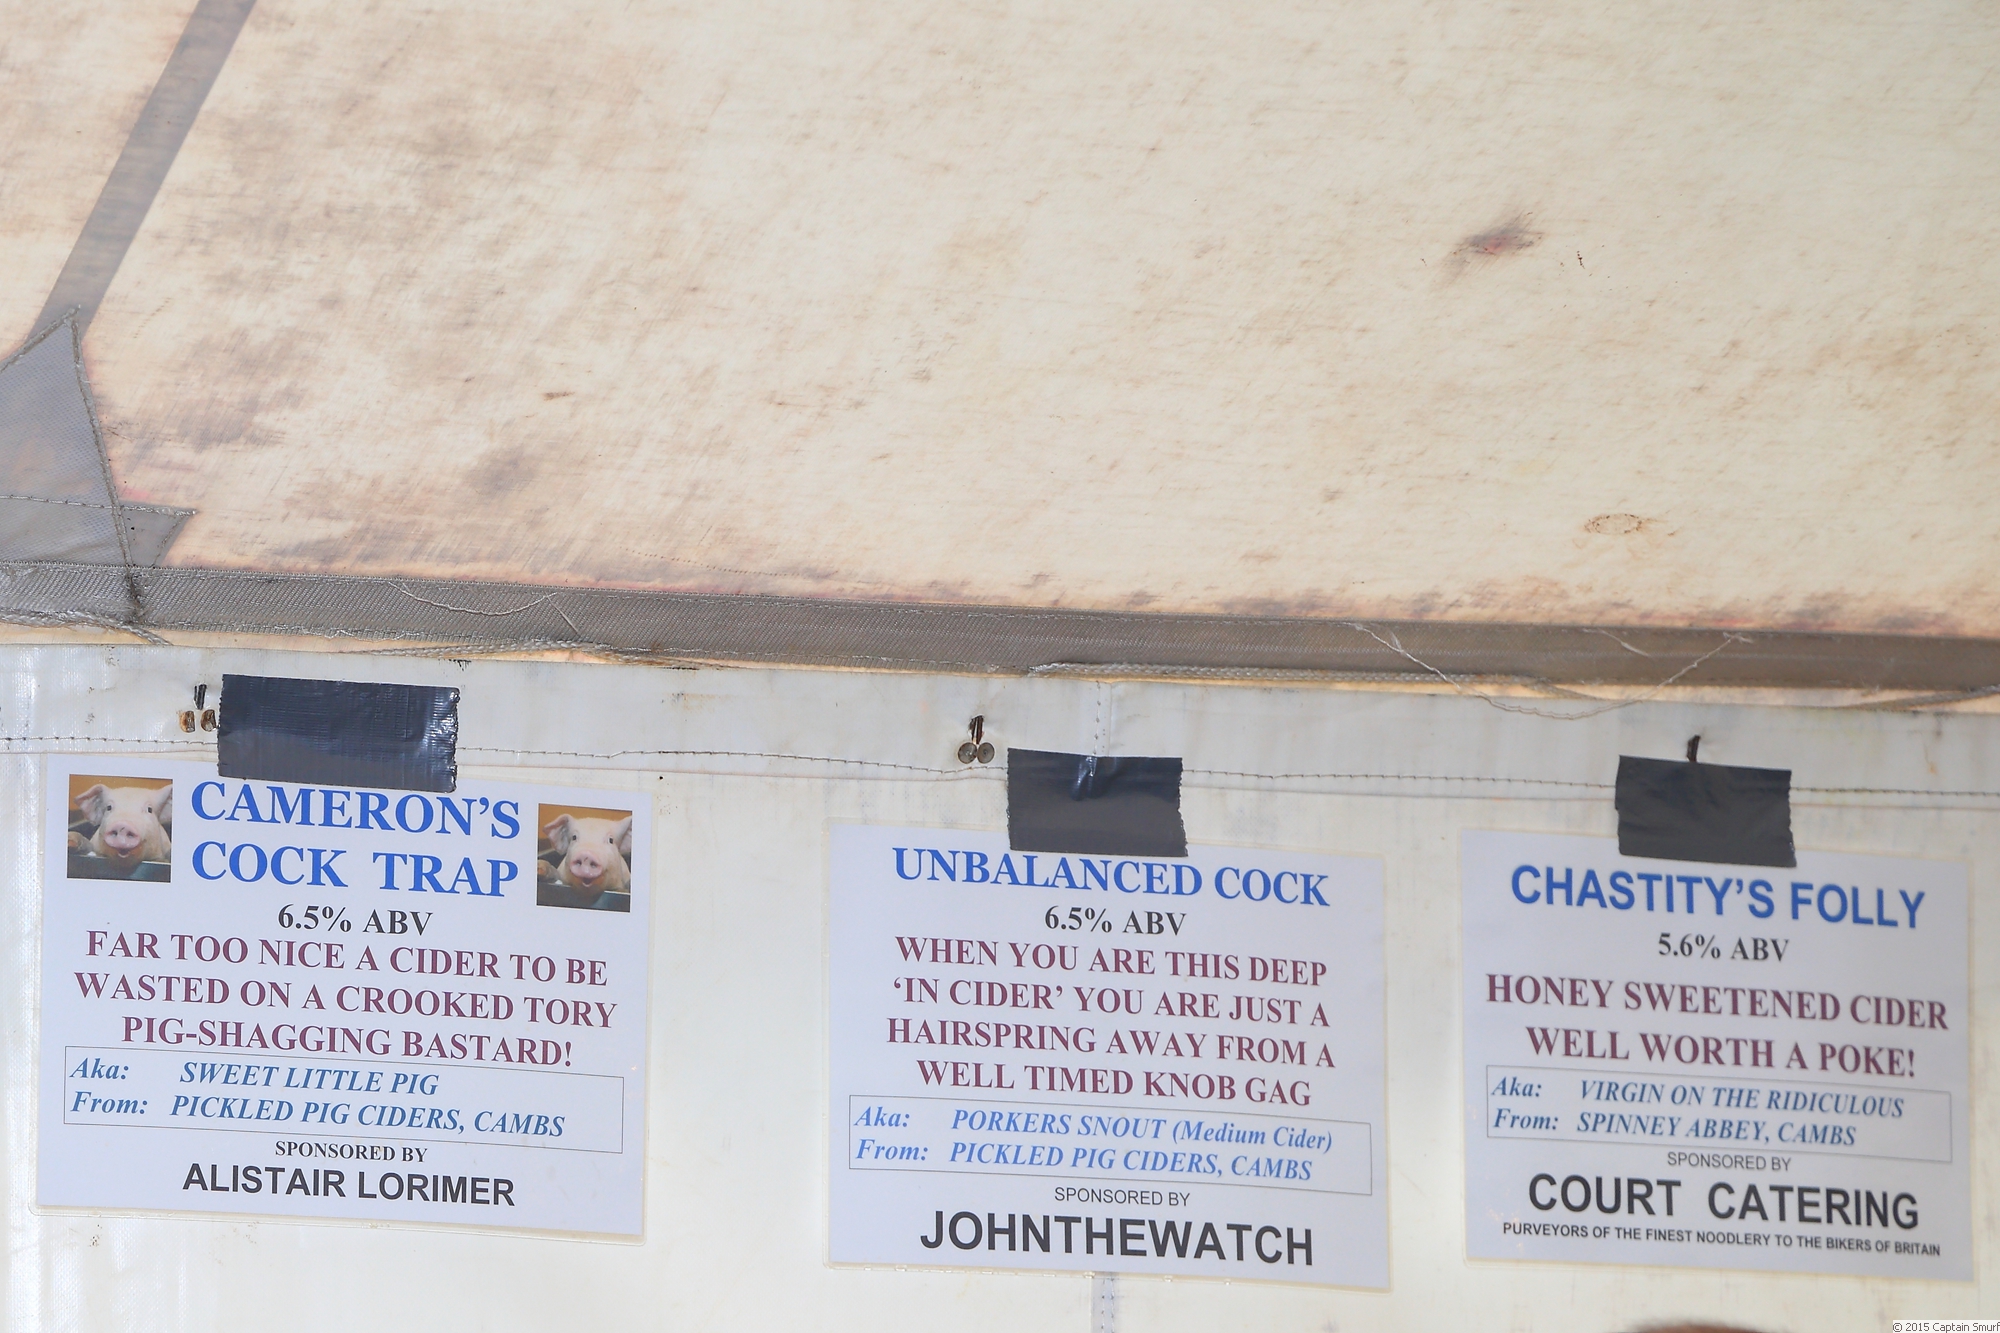 CAMERON'S
COCK TRAP
6.5% ABV
FAR TOO NICE A CIDER TO BE
WASTED ON A CROOKED TORY
PIG-SHAGGING BASTARD!
Aka: SWEET LITTLE PIG
From: PICKLED PIG CIDERS, CAMBS
SPONSORED BY
ALISTAIR LORIMER
UNBALANCED COCK
6.5% ABV
WHEN YOU ARE THIS DEEP
'IN CIDER' YOU ARE JUST A
HAIRSPRING AWAY FROM A
WELL TIMED KNOB GAG
Aka: PORKERS SNOUT (Medium Cider)
From: PICKLED PIG CIDERS, CAMBS
SPONSORED BY
JOHNTHEWATCH
CHASTITY'S FOLLY
5.6% ABV
HONEY SWEETENED CIDER
WELL WORTH A POKE!
Aka: VIRGIN ON THE RIDICULOUS
From: SPINNEY ABBEY, CAMBS
SPONSORED BY
COURT CATERING
PURVEYORS OF THE FINEST NOODLERY TO THE BIKERS OF BRITAIN
© 2015 Captain Smurf